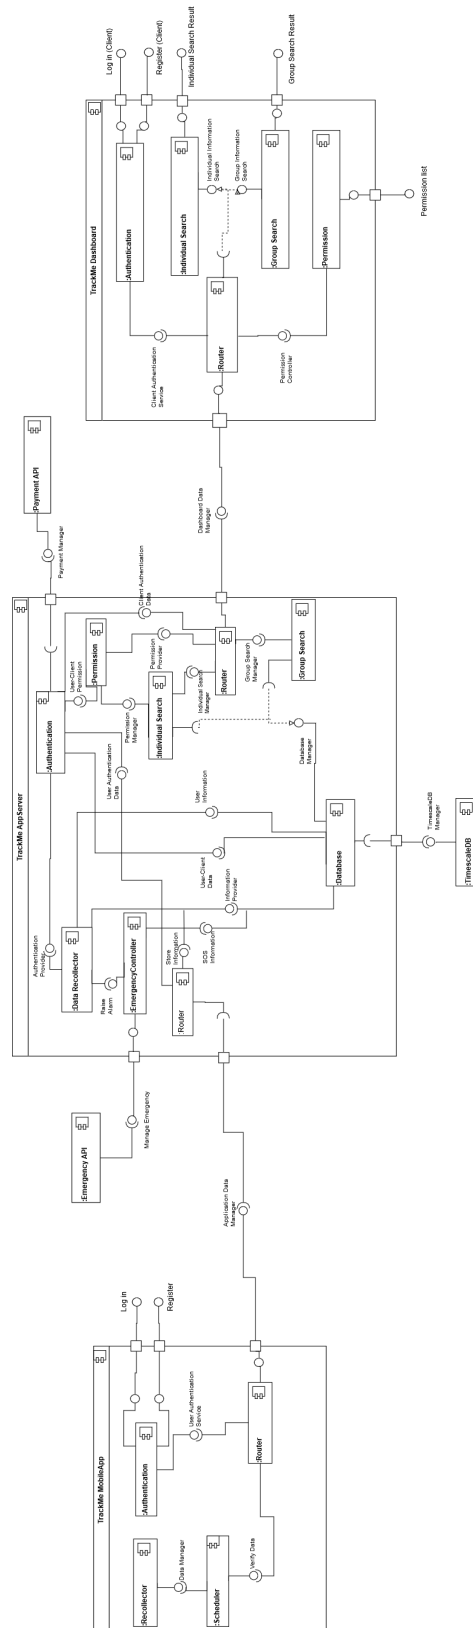 TrackMe MobileApp
:Recollector
Data Manager
:Scheduler
Verify Data
:Authentication
User Authentication
Service
:Router
Log in
Register
Application Data
Manager
:Emergency API
Manage Emergency
TrackMe AppServer
Authentication
Provider
:Data Recollector
Raise
Alarm
:EmergencyController
Store
Information
:Router
SOS
Information
Information
Provider
User-Client
Data
User
Information
User Authentication
Data
:Authentication
User-Client
Permission
:Permission
Permission
Manager
:Individual Search
Permission
Provider
Client Authentication
Data
Individual Search
Manager
:Router
Group Search
Manager
:Group Search
Database
Manager
:Database
TimescaleDB
Manager
:TimescaleDB
Payment Manager
:Payment API
Dashboard Data
Manager
TrackMe Dashboard
:Authentication
Client Authentication
Service
:Router
Permission
Controller
:Individual Search
Individual Information
Search
Group Information
Search
:Group Search
:Permission
Log in (Client)
Register (Client)
Individual Search Result
Group Search Result
Permission list